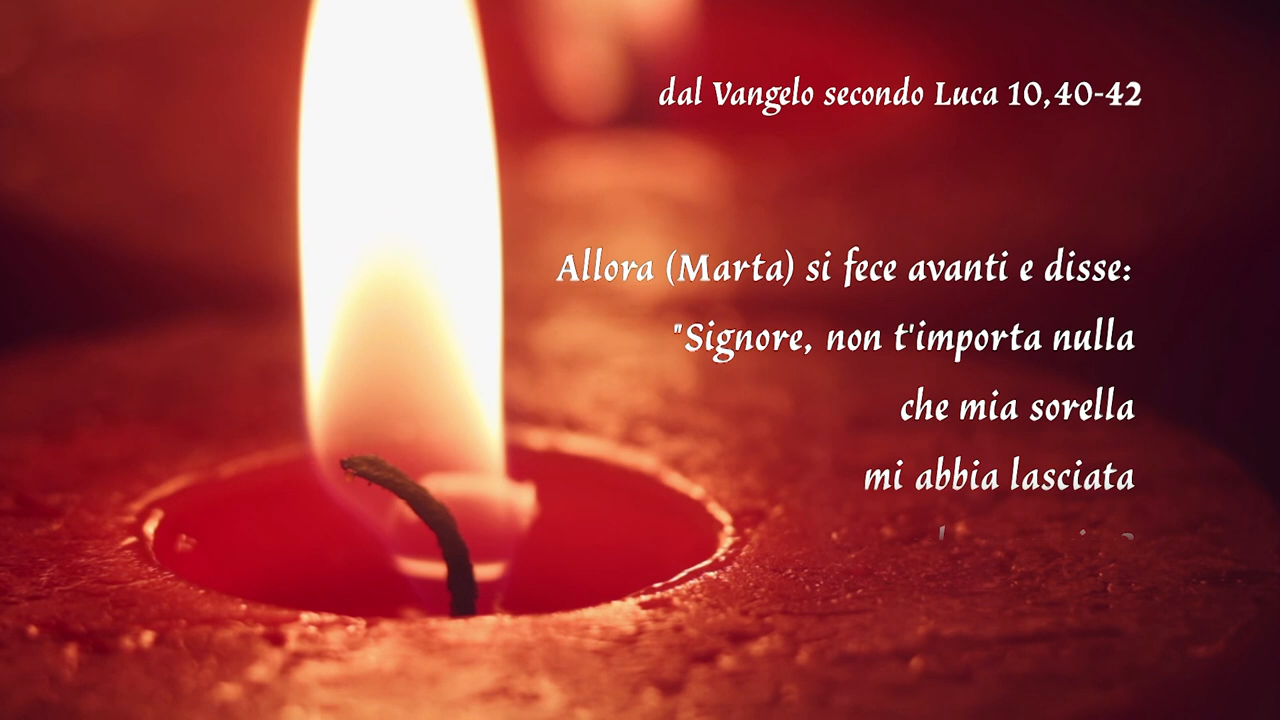 dal Vangelo secondo Luca 10,40-42
Allora (Marta) si fece avanti e disse:
"Signore, non t'importa nulla
che mia sorella
mi abbia lasciata